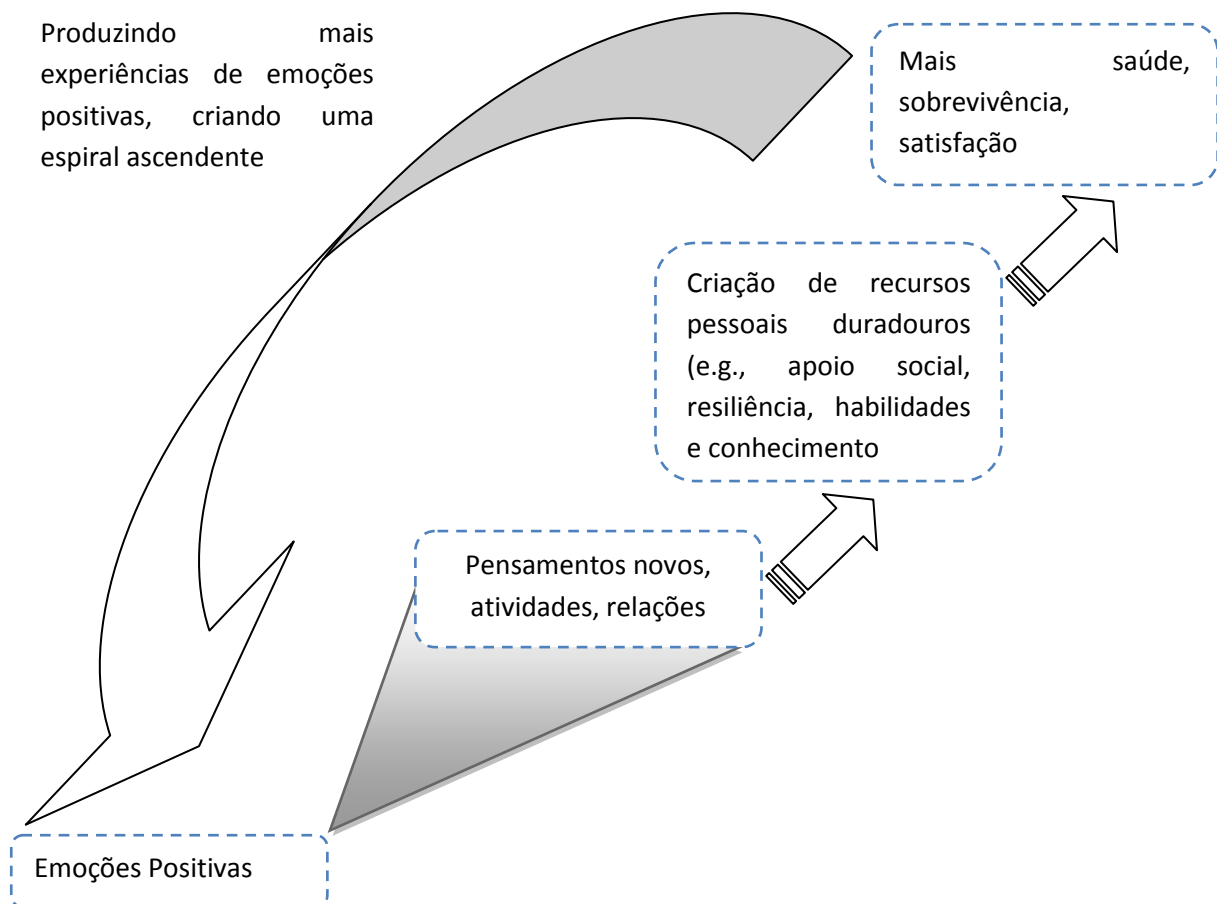 Produzindo mais
experiências de emoções
positivas, criando uma
espiral ascendente
Mais saúde,
sobrevivência,
satisfação
Criação de recursos
pessoais duradouros
(e.g., apoio social,
resiliência, habilidades
e conhecimento
Pensamentos novos,
atividades, relações
Emoções Positivas